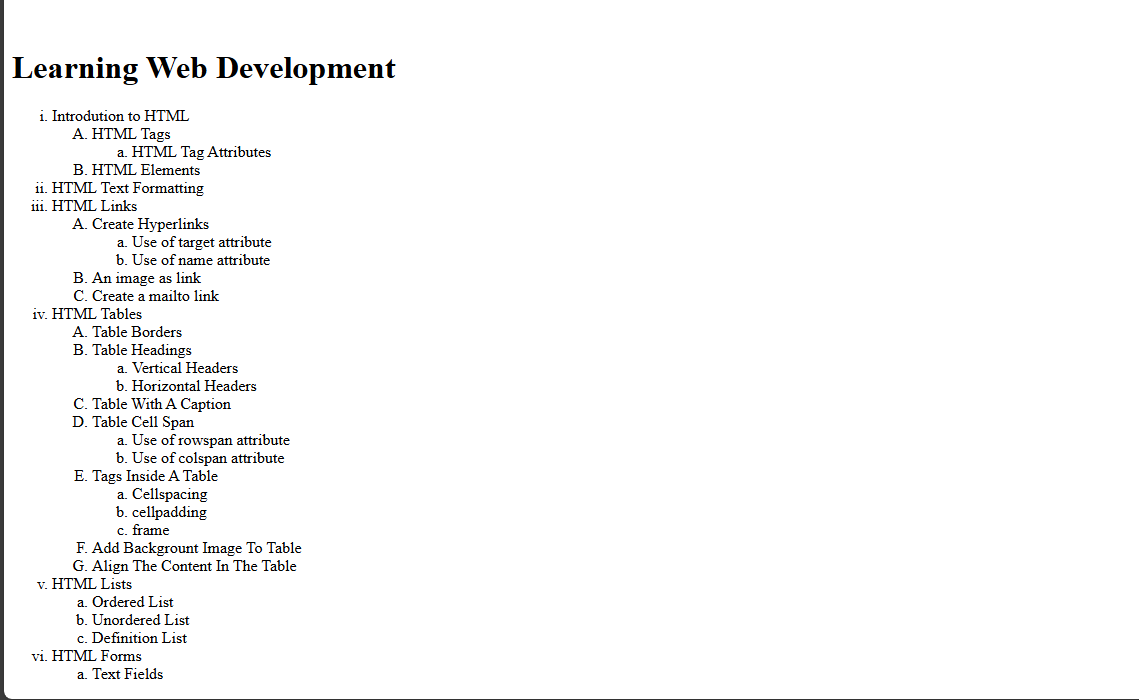 Learning Web Development
i. Introdution to HTML
A. HTML Tags
a. HTML Tag Attributes
B. HTML Elements
ii. HTML Text Formatting
iii. HTML Links
A. Create Hyperlinks
a. Use of target attribute
b. Use of name attribute
B. An image as link
C. Create a mailto link
iv. HTML Tables
A. Table Borders
B. Table Headings
a. Vertical Headers
b. Horizontal Headers
C. Table With A Caption
D. Table Cell Span
a. Use of rowspan attribute
b. Use of colspan attribute
E. Tags Inside A Table
a. Cellspacing
b. cellpadding
c. frame
F. Add Backgrount Image To Table
G. Align The Content In The Table
v. HTML Lists
a. Ordered List
b. Unordered List
c. Definition List
vi. HTML Forms
a. Text Fields